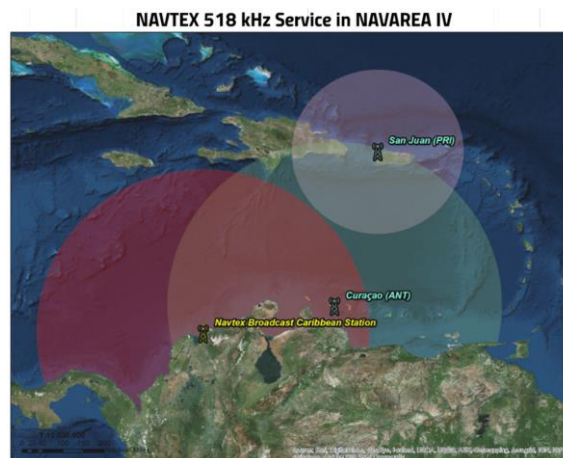 NAVTEX 518 kHz Service in NAVAREA IV
San Juan (PRI)
Curaçao (ANT)
Navtex Broadcast Caribbean Station